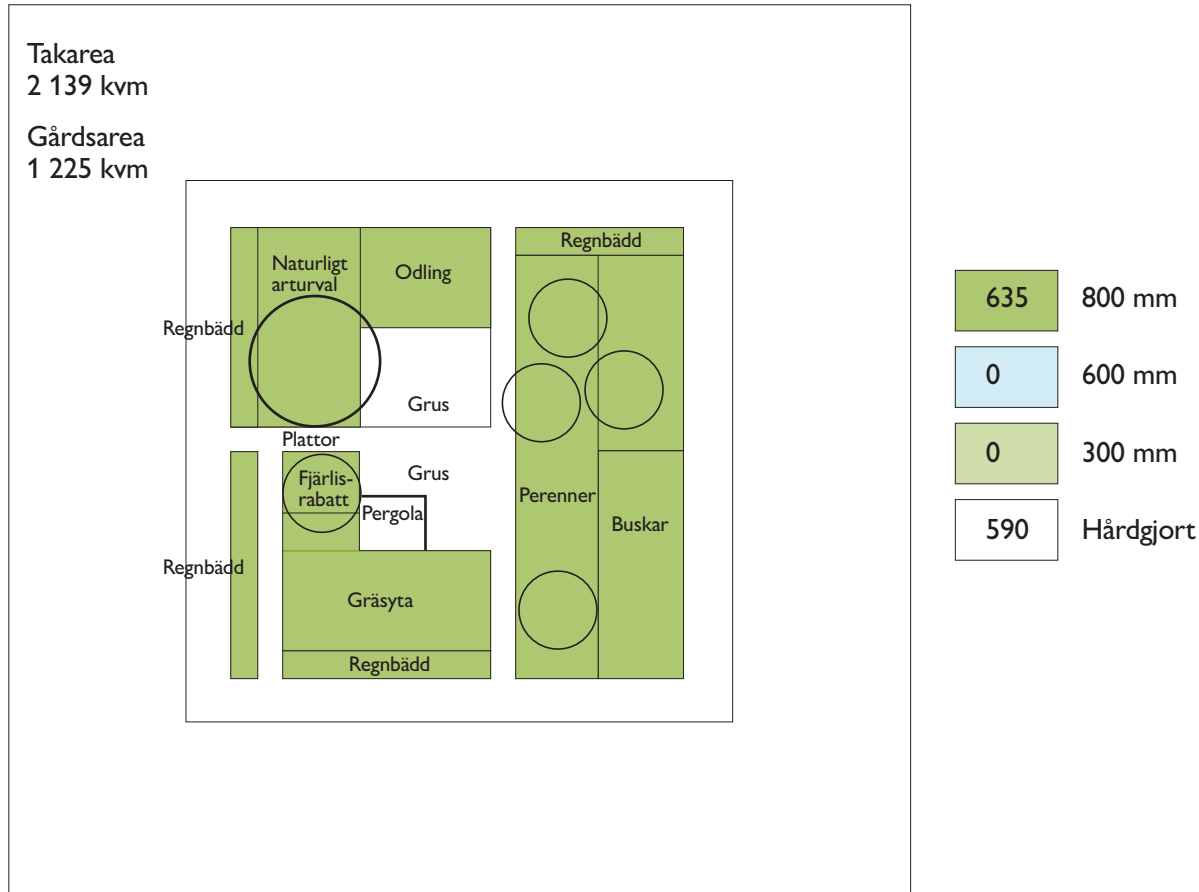 Takarea
2 139 kvm
Gårdsarea
1 225 kvm
Regnbädd
Naturligt
arturval
Odling
Regnbädd
Grus
Plattor
Fjärlis-
rabatt
Grus
Pergola
Perenner
Buskar
Regnbädd
Gräsyta
Regnbädd
635 800 mm
0 600 mm
0 300 mm
590 Hårdgjort